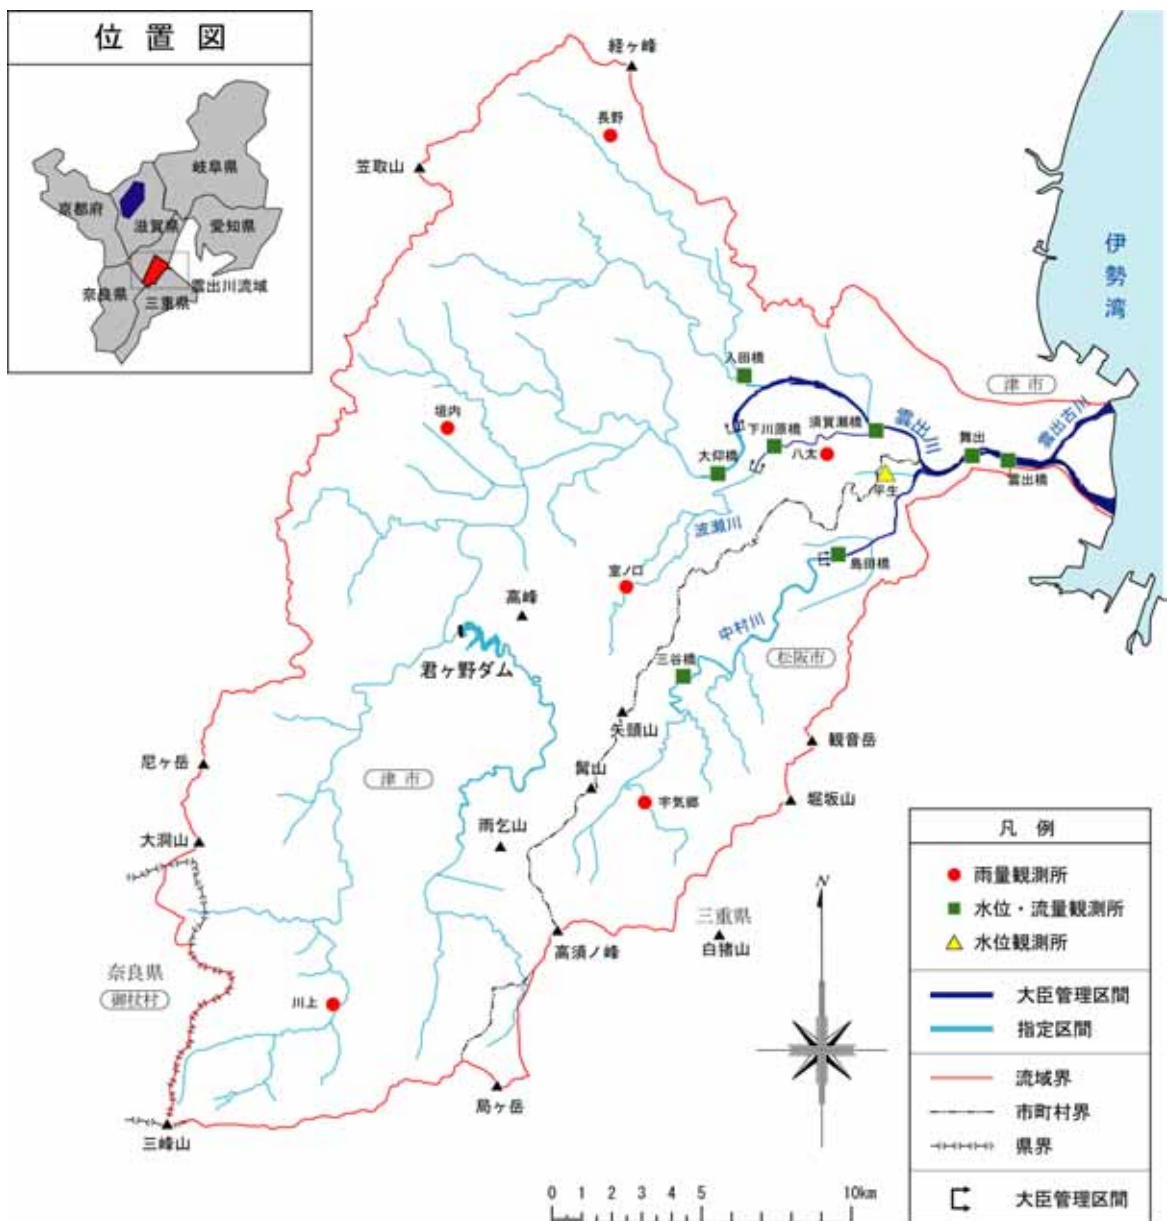 位置図
岐阜県
京都府
滋賀県
愛知県
奈良県
三重県
雲出川流域
経ヶ峰
長野
笠取山
伊勢湾
入田橋
津市
垣内
下川原橋
須賀瀬橋
雲出川
雲出古川
大仰橋
八太
舞出
雲出橋
平生
波瀬川
島田橋
室ノ口
高峰
中村川
君ヶ野ダム
三谷橋
松阪市
矢頭山
観音岳
尼ヶ岳
津市
髯山
宇気郷
堀坂山
大洞山
雨乞山
三重県
高須ノ峰
白猪山
奈良県
御杖村
川上
局ヶ岳
三峰山
N
凡例
雨量観測所
水位・流量観測所
水位観測所
大臣管理区間
指定区間
流域界
市町村界
県界
大臣管理区間
0 1 2 3 4 5 10km